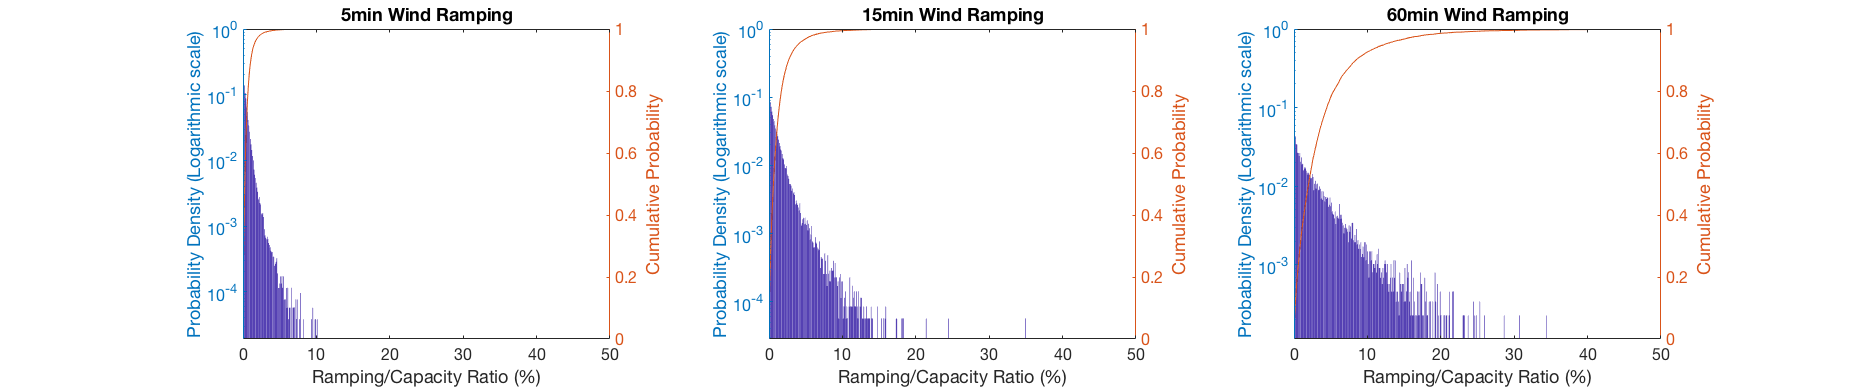 5min Wind Ramping
Probability Density (Logarithmic scale)
10^0
10^-1
10^-2
10^-3
10^-4
1
0.8
0.6
0.4
0.2
0
Cumulative Probability
0 10 20 30 40 50
Ramping/Capacity Ratio (%)
15min Wind Ramping
Probability Density (Logarithmic scale)
10^0
10^-1
10^-2
10^-3
10^-4
1
0.8
0.6
0.4
0.2
0
Cumulative Probability
0 10 20 30 40 50
Ramping/Capacity Ratio (%)
60min Wind Ramping
Probability Density (Logarithmic scale)
10^0
10^-1
10^-2
10^-3
1
0.8
0.6
0.4
0.2
0
Cumulative Probability
0 10 20 30 40 50
Ramping/Capacity Ratio (%)